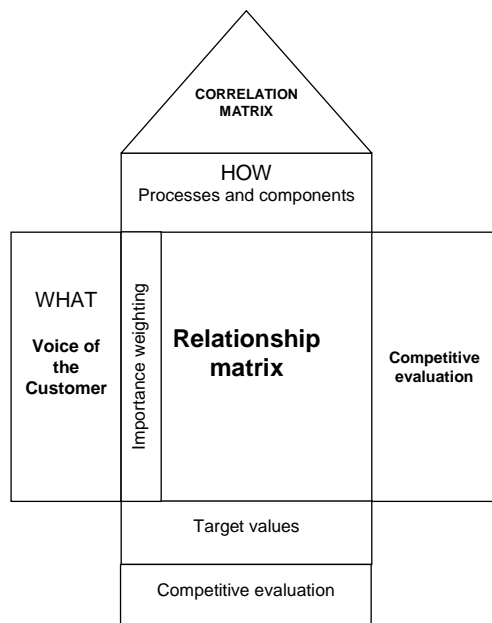 CORRELATION
MATRIX
HOW
Processes and components
WHAT
Voice of
the
Customer
Importance weighting
Relationship
matrix
Competitive
evaluation
Target values
Competitive evaluation